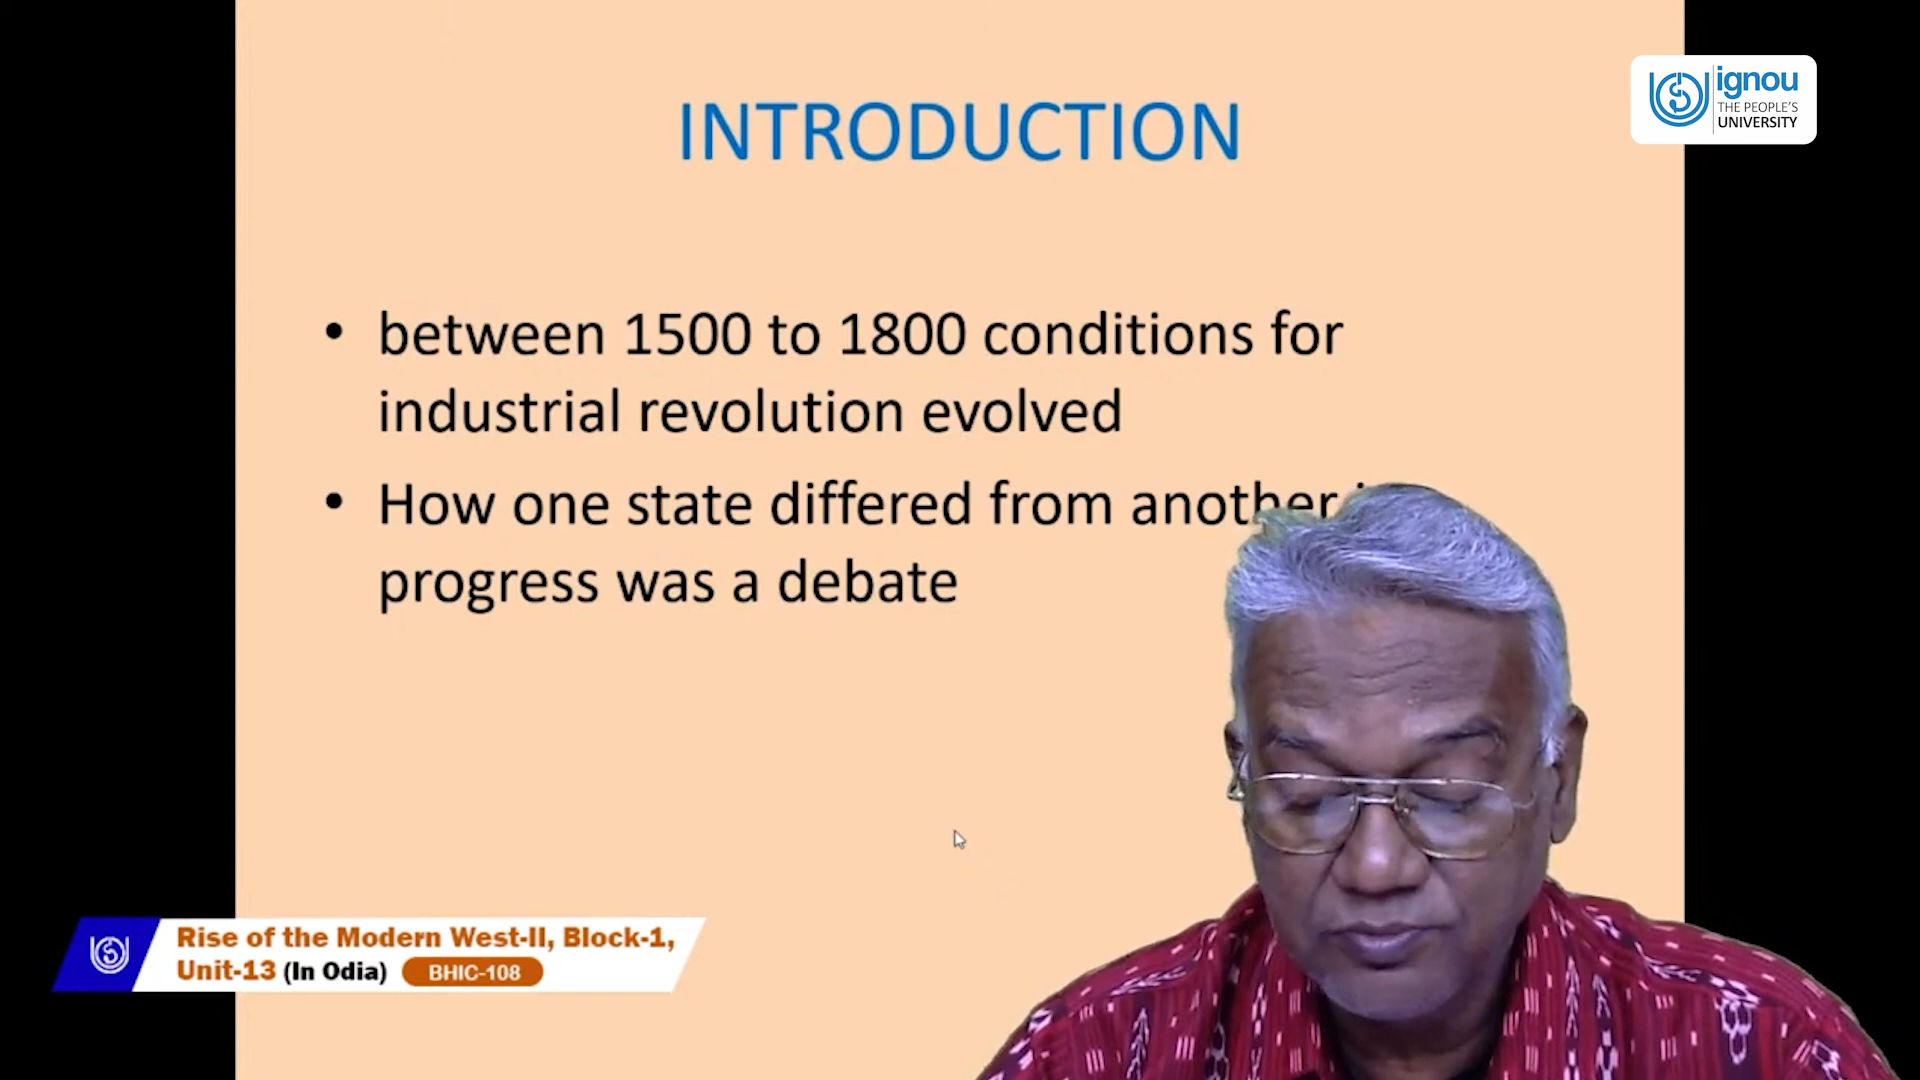 INTRODUCTION
ignou
THE PEOPLE'S
UNIVERSITY
• between 1500 to 1800 conditions for
industrial revolution evolved
• How one state differed from another
progress was a debate
Rise of the Modern West-II, Block-1,
Unit-13 (In Odia) BHIC-108